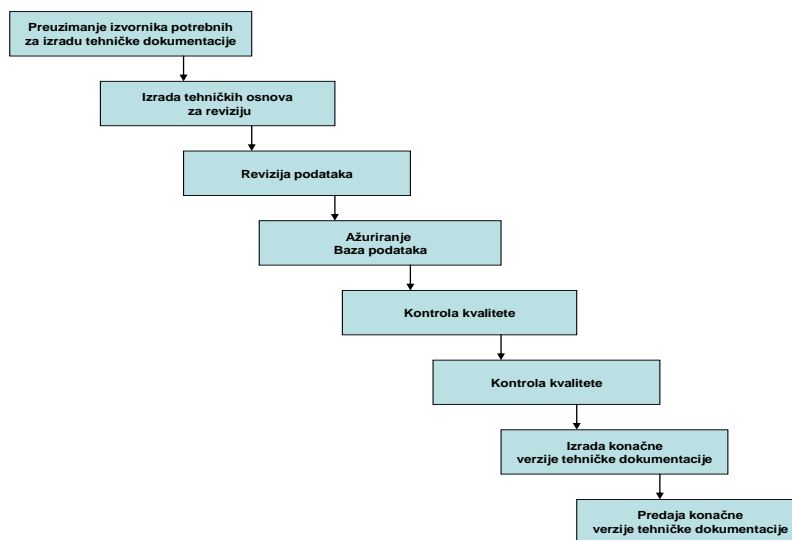 Preuzimanje izvornika potrebnih
za izradu tehničke dokumentacije
Izrada tehničkih osnova
za reviziju
Revizija podataka
Ažuriranje
Baza podataka
Kontrola kvalitete
Kontrola kvalitete
Izrada konačne
verzije tehničke dokumentacije
Predaja konačne
verzije tehničke dokumentacije